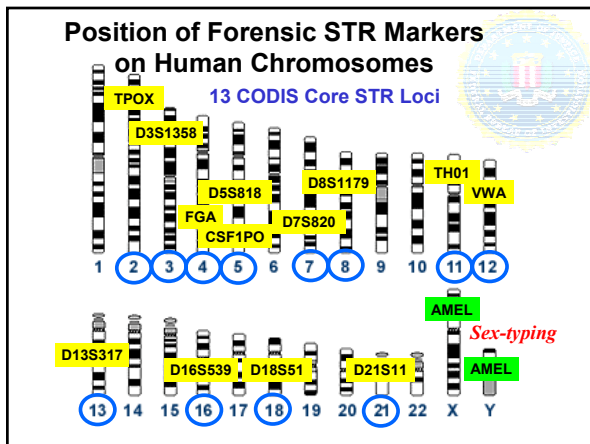 Position of Forensic STR Markers
on Human Chromosomes
13 CODIS Core STR Loci
TPOX
D3S1358
D8S1179
TH01
D5S818
VWA
FGA
D7S820
CSF1PO
1 2 3 4 5 6 7 8 9 10 11 12
AMEL
Sex-typing
D13S317 D16S539 D18S51 D21S11 AMEL
13 14 15 16 17 18 19 20 21 22 X Y